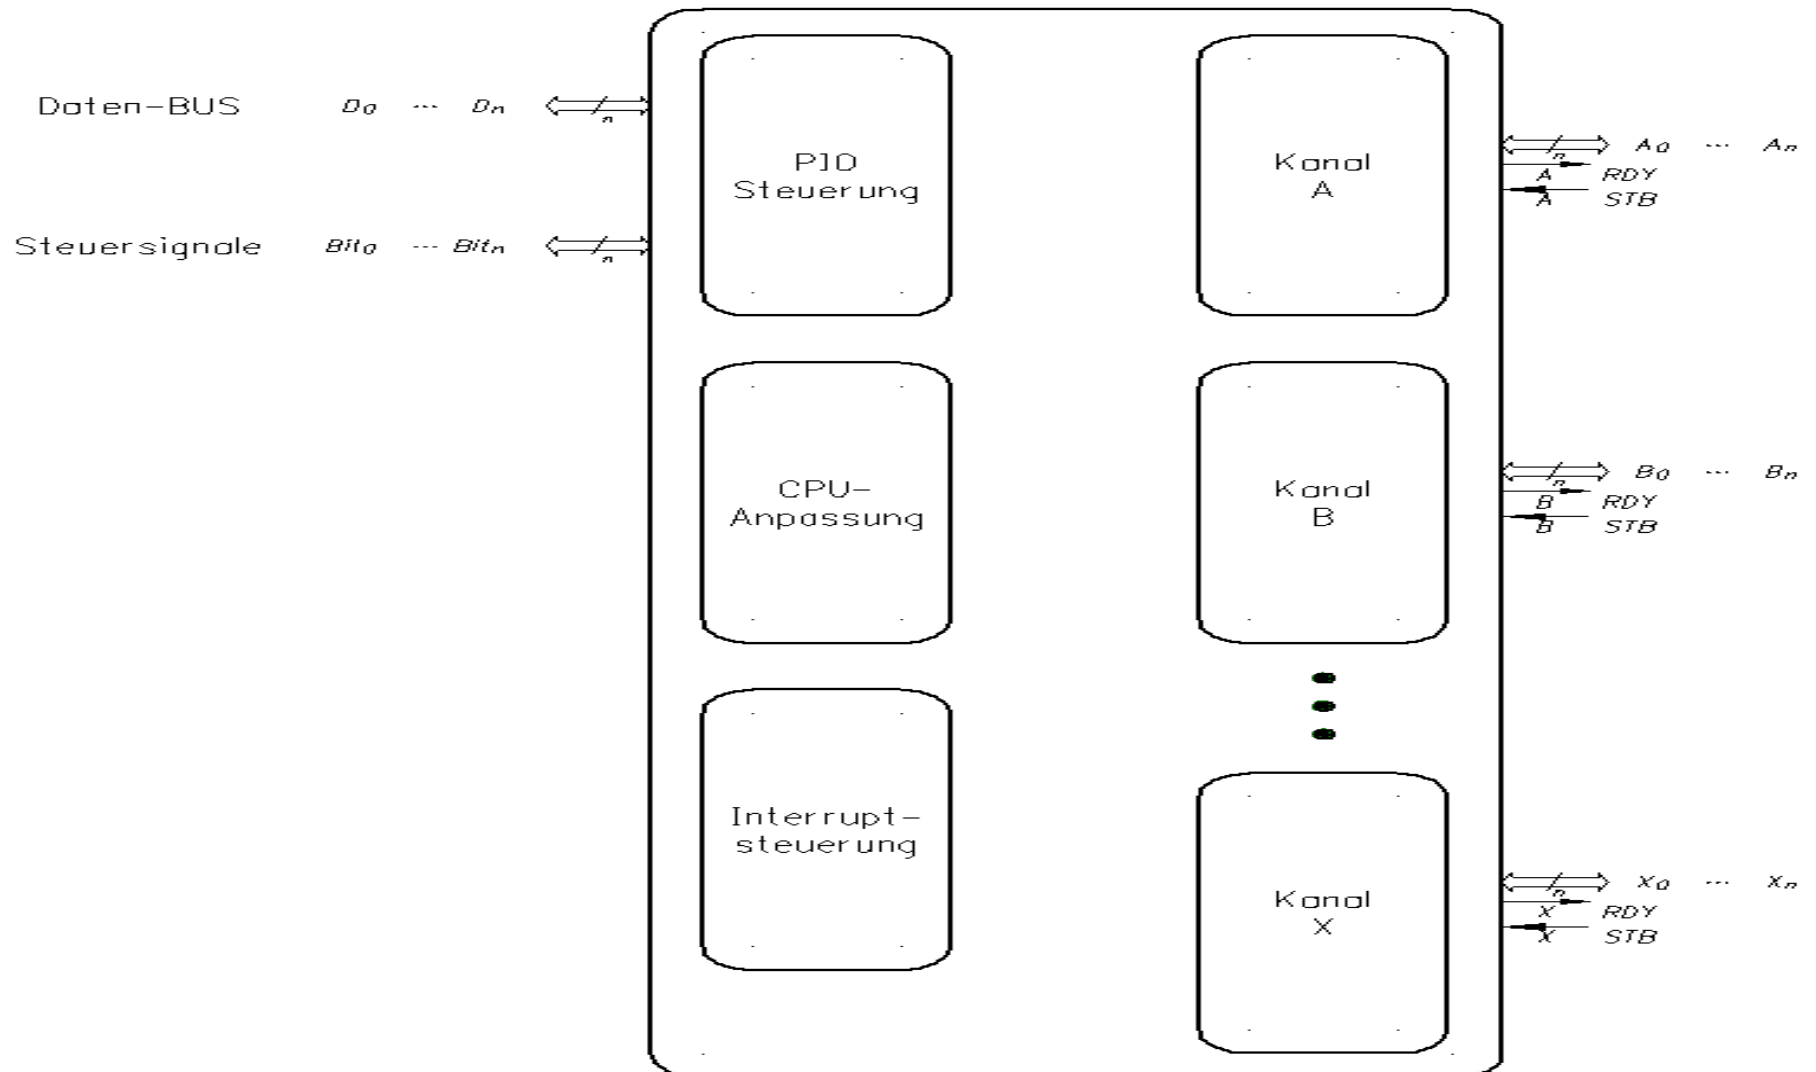 Daten-BUS D0 ... Dn
n
Steuersignale Bit0 ... Bitn
n
PIO
Steuerung
CPU-
Anpassung
Interrupt-
steuerung
Kanal
A
A0 ... An
n
A RDY
A STB
Kanal
B
B0 ... Bn
n
B RDY
B STB
Kanal
X
X0 ... Xn
n
X RDY
X STB